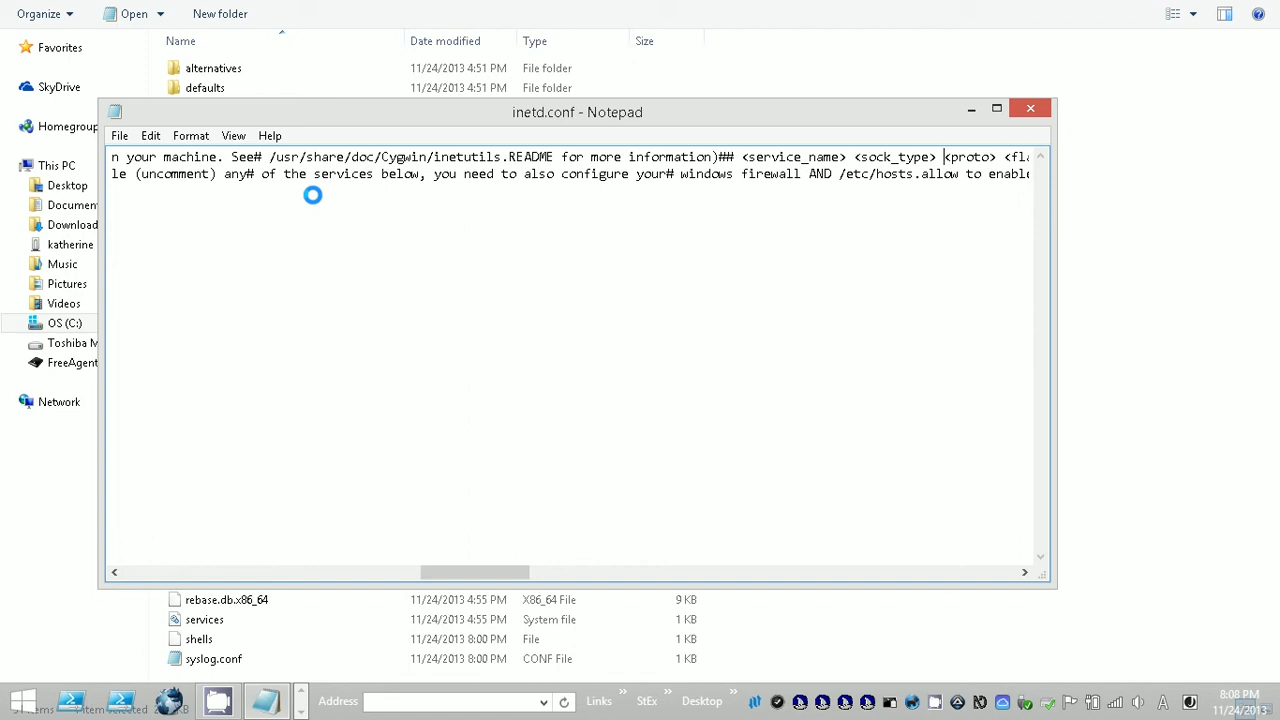 Organize Open New folder
Name Date modified Type Size
Favorites
alternatives 11/24/2013 4:51 PM File folder
SkyDrive
defaults 11/24/2013 4:51 PM File folder
inetd.conf - Notepad
Homegroup
File Edit Format View Help
n your machine. See# /usr/share/doc/Cygwin/inetutils.README for more information)## <service_name> <sock_type> <proto> <fl
This PC
le (uncomment) any# of the services below, you need to also configure your# windows firewall AND /etc/hosts.allow to enable
Desktop
Documen
Download
katherine
Music
Pictures
Videos
OS (C:)
Toshiba M
FreeAgent
Network
rebase.db.x86_64 11/24/2013 4:55 PM X86_64 File 9 KB
services 11/24/2013 4:55 PM System file 1 KB
shells 11/24/2013 8:00 PM File 1 KB
syslog.conf 11/24/2013 8:00 PM CONF File 1 KB
Address Links » StEx » Desktop »
8:08 PM
11/24/2013